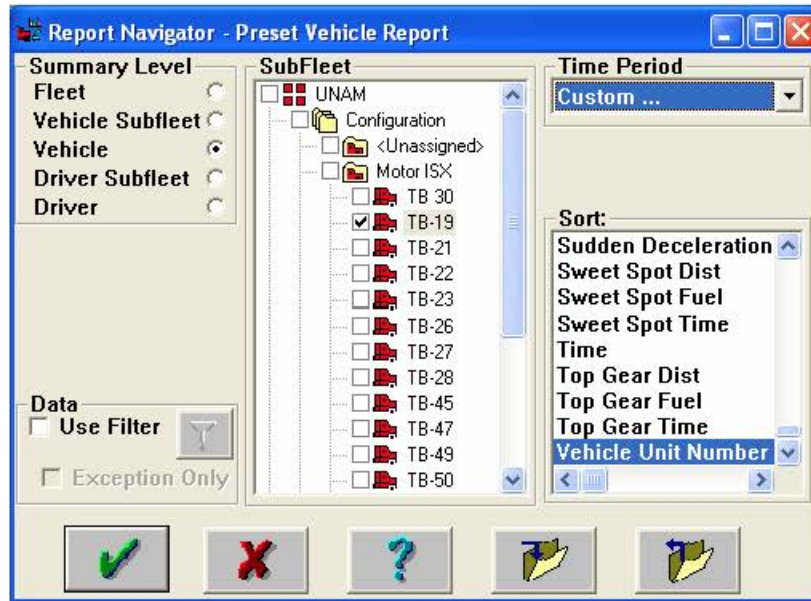 Report Navigator - Preset Vehicle Report
Summary Level
Fleet
Vehicle Subfleet
Vehicle
Driver Subfleet
Driver
Data
Use Filter
Exception Only
SubFleet
UNAM
Configuration
<Unassigned>
Motor ISX
TB 30
TB-19
TB-21
TB-22
TB-23
TB-26
TB-27
TB-28
TB-45
TB-47
TB-49
TB-50
Time Period
Custom ...
Sort:
Sudden Deceleration
Sweet Spot Dist
Sweet Spot Fuel
Sweet Spot Time
Time
Top Gear Dist
Top Gear Fuel
Top Gear Time
Vehicle Unit Number